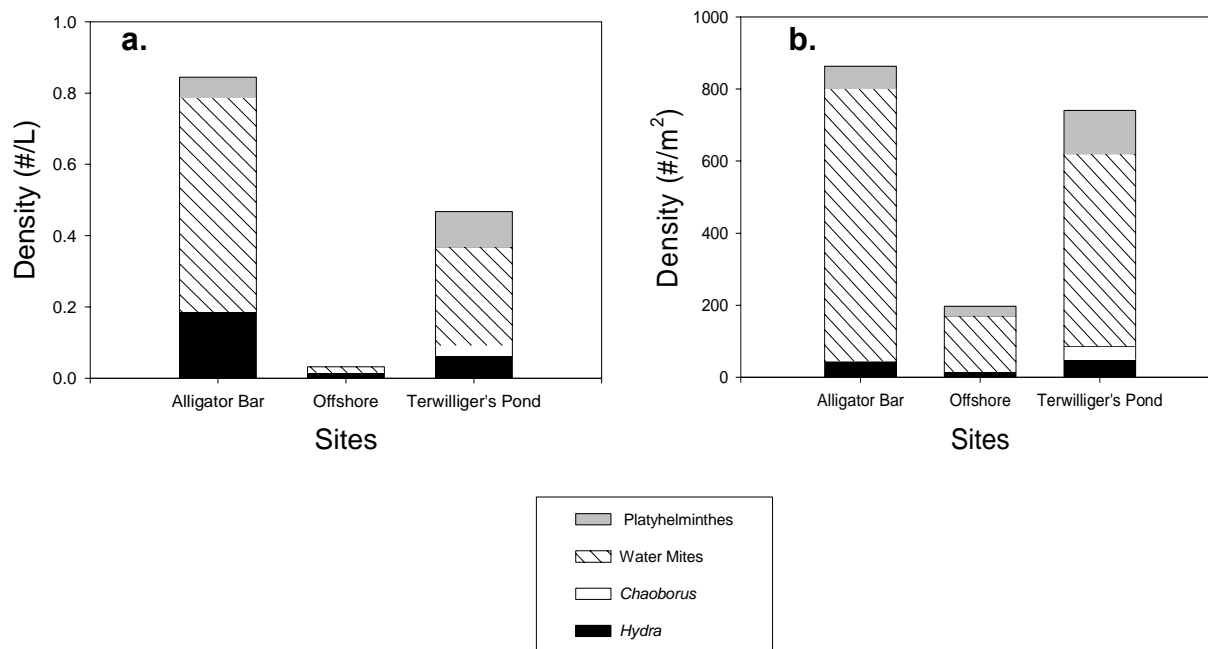 a.
Density (#/L)
1.0
0.8
0.6
0.4
0.2
0.0
Alligator Bar Offshore Terwilliger's Pond
Sites
b.
Density (#/m²)
1000
800
600
400
200
0
Alligator Bar Offshore Terwilliger's Pond
Sites
Platyhelminthes
Water Mites
Chaoborus
Hydra